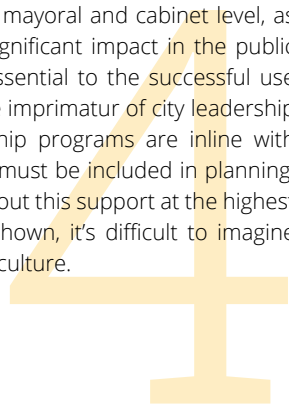 mayoral and cabinet level, as
gnificant impact in the public
ssential to the successful use
imprimatur of city leadership
hip programs are inline with
must be included in planning
out this support at the highest
hown, it's difficult to imagine
culture.
4